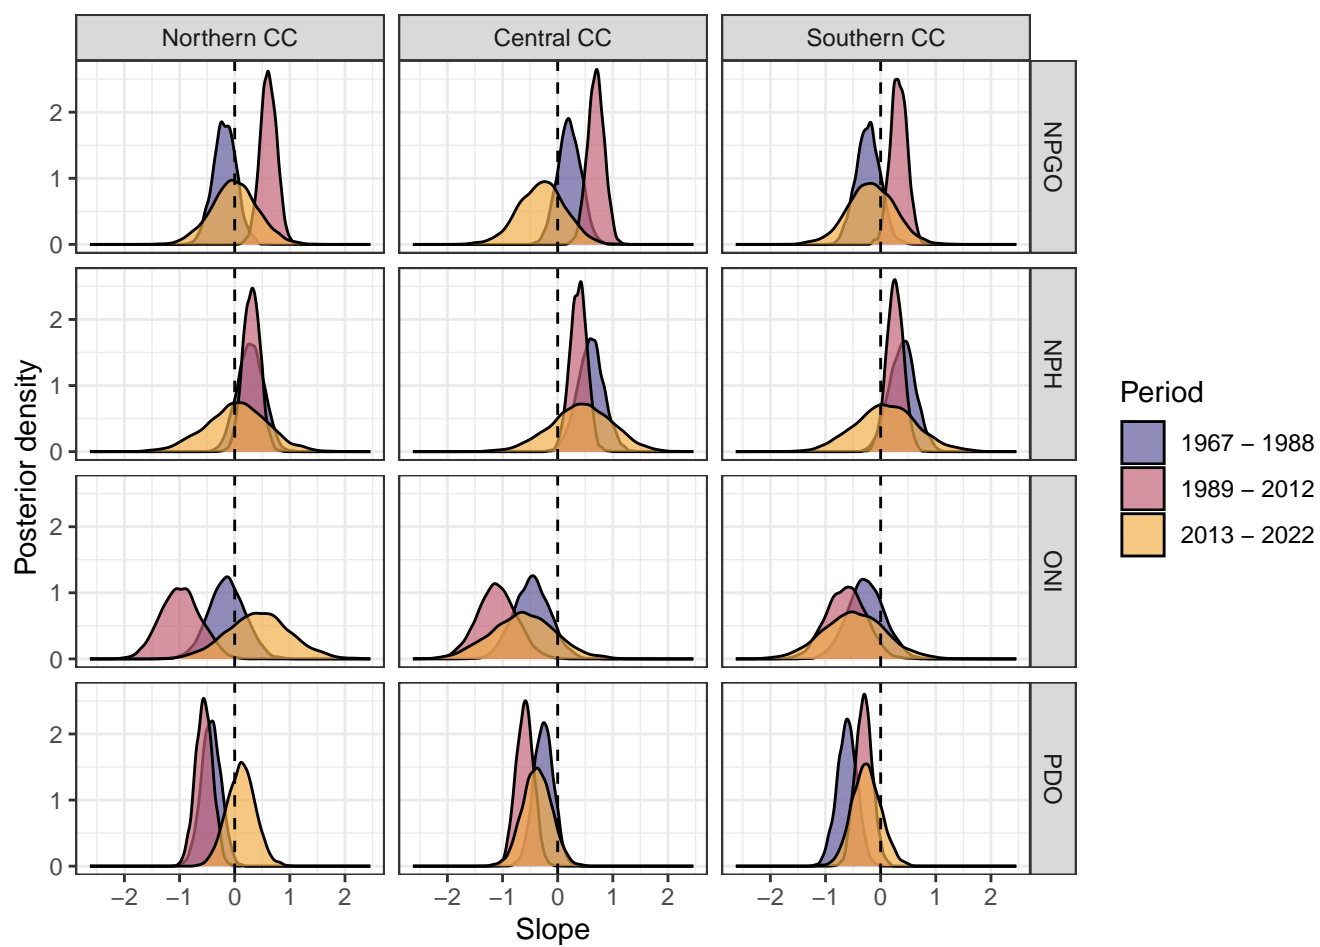 Northern CC Central CC Southern CC
2
1
0
NPGO
2
1
0
NPH
2
1
0
ONI
2
1
0
PDO
−2 −1 0 1 2 −2 −1 0 1 2 −2 −1 0 1 2
Slope
Posterior density
Period
1967 − 1988
1989 − 2012
2013 − 2022